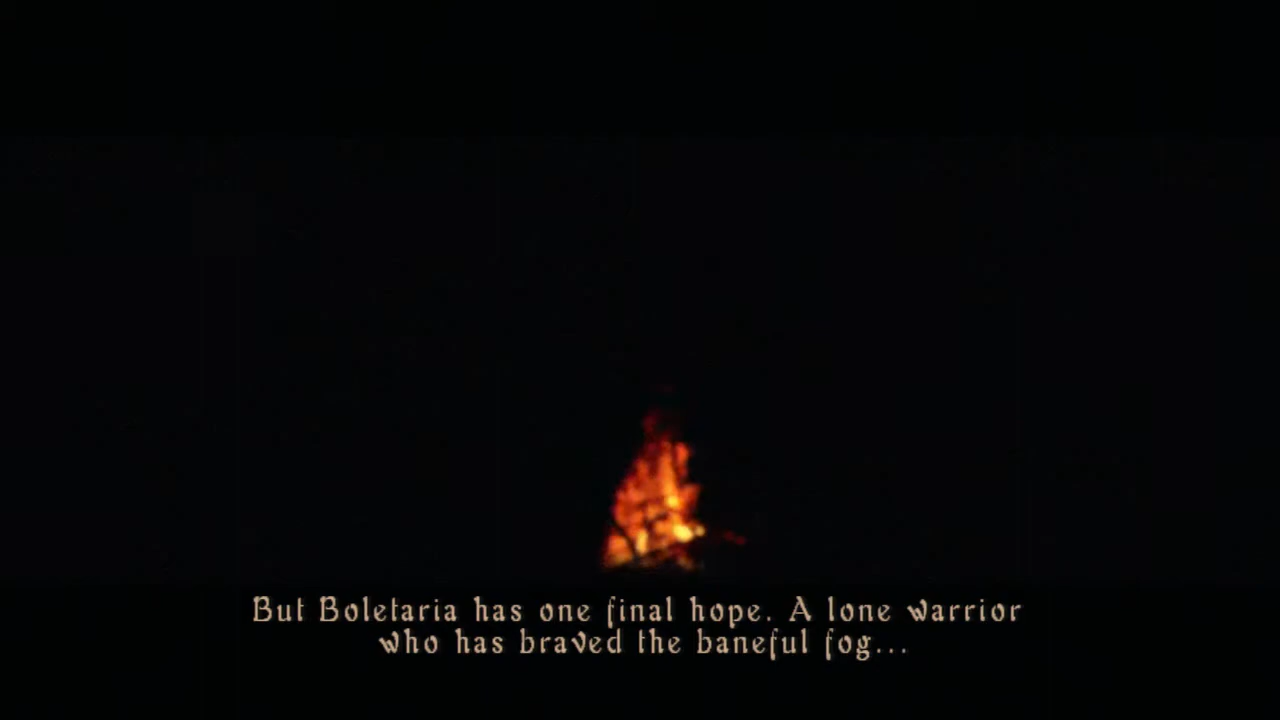 But Boletaria has one final hope. A lone warrior
who has braved the baneful fog...